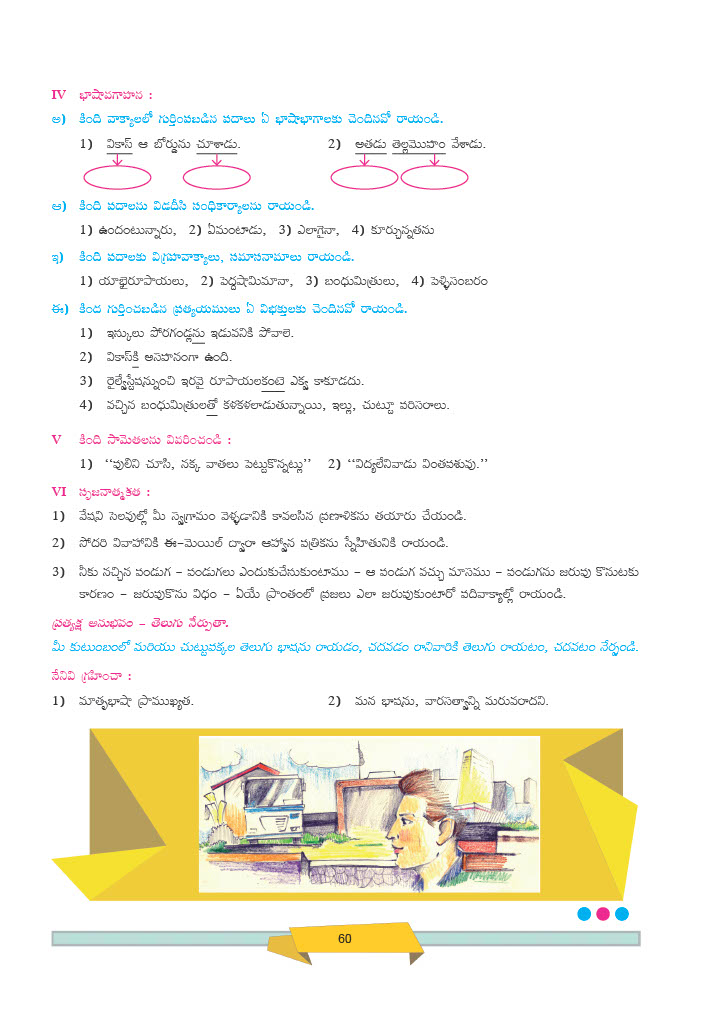 IV భాషావగాహన :
అ) కింది వాక్యాలలో గుర్తింపబడిన పదాలు ఏ భాషాభాగాలకు చెందినవో రాయండి.
1) వికాస్ ఆ బోర్డును చూశాడు. 2) అతడు తెల్లమొహం వేశాడు.
ఆ) కింది పదాలను విడదీసి సంధికార్యాలను రాయండి.
1) ఉందంటున్నారు, 2) ఏమంటాడు, 3) ఎలాగైనా, 4) కూర్చున్నతను
ఇ) కింది పదాలకు విగ్రహవాక్యాలు, సమాసనామాలు రాయండి.
1) యాభైరూపాయలు, 2) పెద్దషామిమానా, 3) బంధుమిత్రులు, 4) పెళ్ళిసంబరం
ఈ) కింద గుర్తించబడిన ప్రత్యయములు ఏ విభక్తులకు చెందినవో రాయండి.
1) ఇస్కులు పోరగండ్లను ఇడువనికి పోవాలె.
2) వికాస్‌కి అసహనంగా ఉంది.
3) రైల్వేస్టేషన్నుంచి ఇరవై రూపాయలకంటె ఎక్వ కాకూడదు.
4) వచ్చిన బంధుమిత్రులతో కళకళలాడుతున్నాయి, ఇల్లు, చుట్టూ పరిసరాలు.
V కింది సామెతలను వివరించండి :
1) ‘‘పులిని చూసి, నక్క వాతలు పెట్టుకొన్నట్లు’’ 2) ‘‘విద్యలేనివాడు వింతపశువు.’’
VI సృజనాత్మకత :
1) వేసవి సెలవుల్లో మీ స్వగ్రామం వెళ్ళడానికి కావలసిన ప్రణాళికను తయారు చేయండి.
2) సోదరి వివాహానికి ఈ-మెయిల్ ద్వారా ఆహ్వాన పత్రికను స్నేహితునికి రాయండి.
3) నీకు నచ్చిన పండుగ - పండుగలు ఎందుకుచేసుకుంటాము - ఆ పండుగ వచ్చు మాసము - పండుగను జరుపు కొనుటకు
కారణం - జరుపుకొను విధం - ఏయే ప్రాంతంలో ప్రజలు ఎలా జరుపుకుంటారో పదివాక్యాల్లో రాయండి.
ప్రత్యక్ష అనుభవం - తెలుగు నేర్పుతా.
మీ కుటుంబంలో మరియు చుట్టుపక్కల తెలుగు భాషను రాయడం, చదవడం రానివారికి తెలుగు రాయటం, చదవటం నేర్పండి.
నేనివి గ్రహించా :
1) మాతృభాషా ప్రాముఖ్యత. 2) మన భాషను, వారసత్వాన్ని మరువరాదని.
60